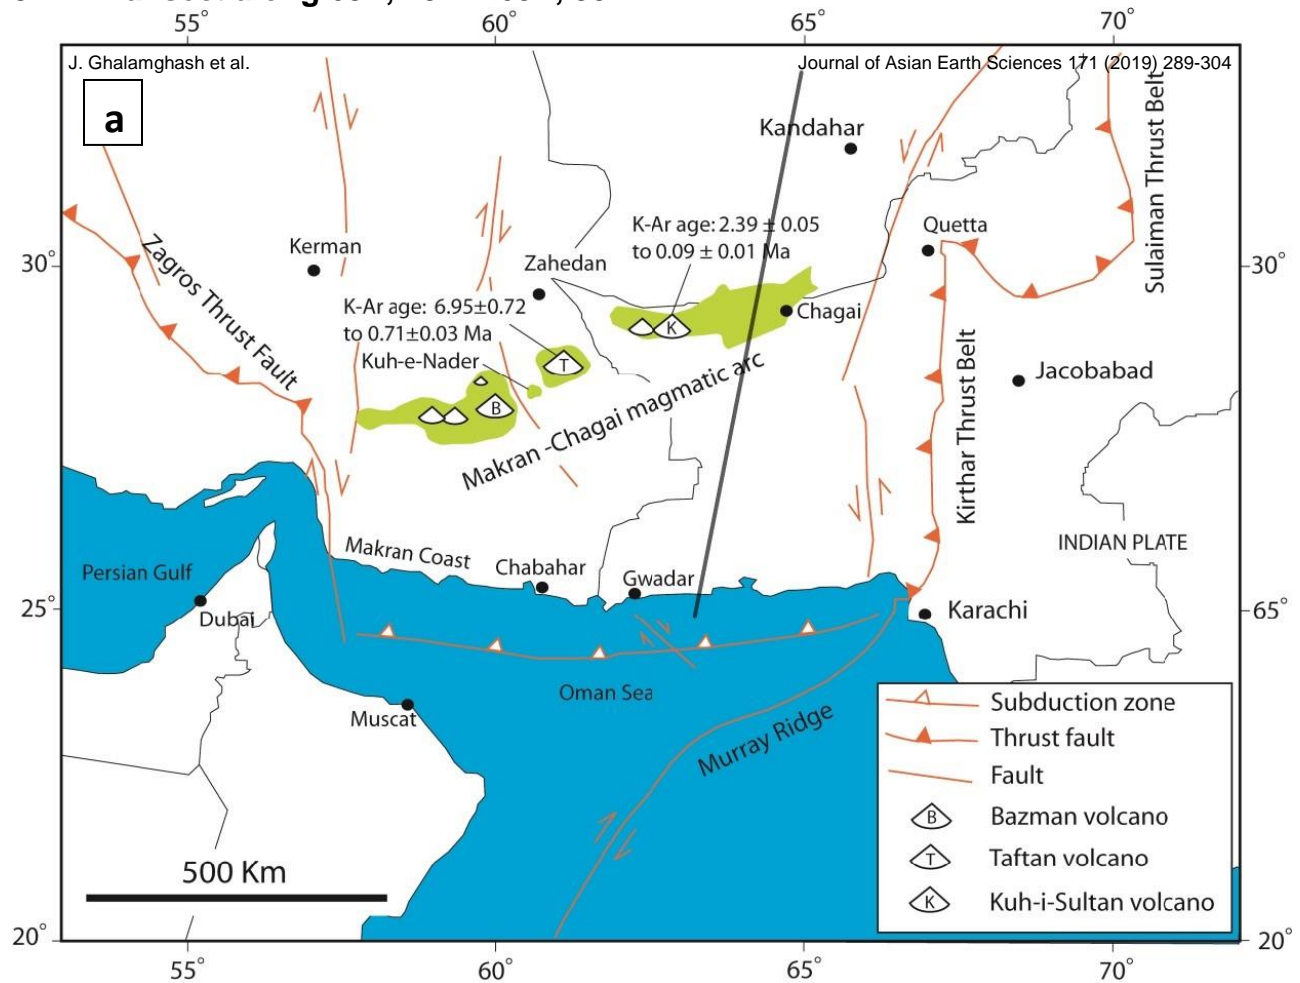 55°
60°
65°
70°
J. Ghalamghash et al.
Journal of Asian Earth Sciences 171 (2019) 289-304
a
Kandahar
Sulaiman Thrust Belt
K-Ar age: 2.39 ± 0.05
to 0.09 ± 0.01 Ma
Quetta
Kerman
Zahedan
30°
30°
Zagros Thrust Fault
K-Ar age: 6.95±0.72
to 0.71±0.03 Ma
Chagai
K
Kuh-e-Nader
T
Jacobabad
B
Makran -Chagai magmatic arc
Kirthar Thrust Belt
INDIAN PLATE
Makran Coast
Chabahar
Gwadar
Persian Gulf
25°
65°
Dubai
Karachi
Oman Sea
Muscat
Murray Ridge
Subduction zone
Thrust fault
Fault
B Bazman volcano
T Taftan volcano
K Kuh-i-Sultan volcano
500 Km
20°
20°
55°
60°
65°
70°